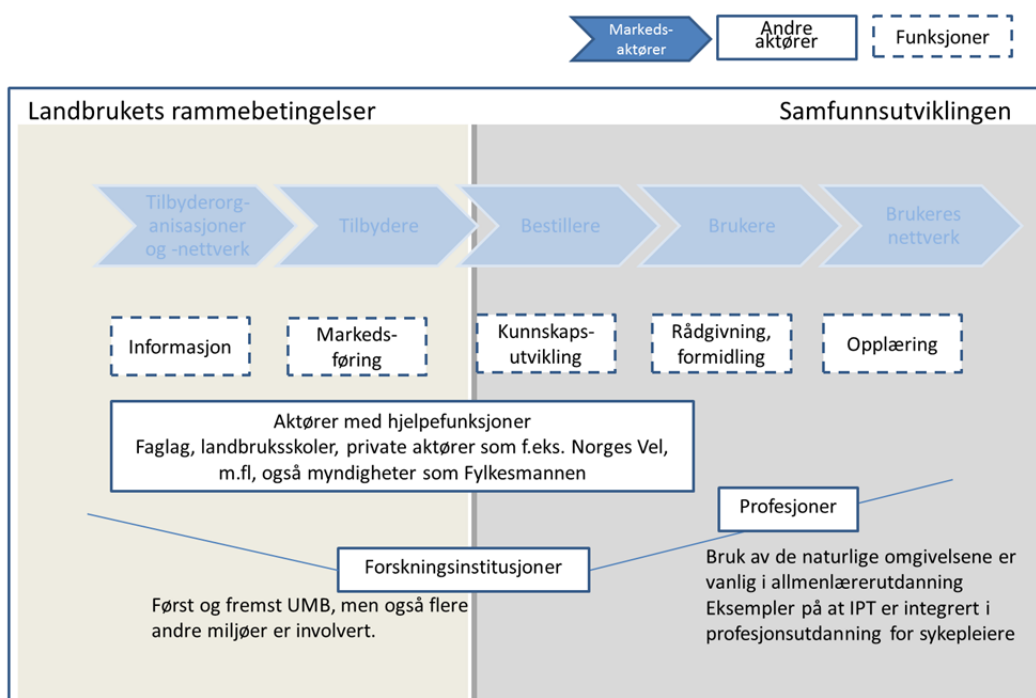 Markeds-
aktører
Andre
aktører
Funksjoner
Landbrukets rammebetingelser
Samfunnsutviklingen
Tilbyderorg-
anisasjoner
og -nettverk
Tilbydere
Bestillere
Brukere
Brukeres
nettverk
Informasjon
Markeds-
føring
Kunnskaps-
utvikling
Rådgivning,
formidling
Opplæring
Aktører med hjelpefunksjoner
Faglag, landbruksskoler, private aktører som f.eks. Norges Vel,
m.fl, også myndigheter som Fylkesmannen
Profesjoner
Forskningsinstitusjoner
Bruk av de naturlige omgivelsene er
vanlig i allmenlærerutdanning
Eksempler på at IPT er integrert i
profesjonsutdanning for sykepleiere
Først og fremst UMB, men også flere
andre miljøer er involvert.